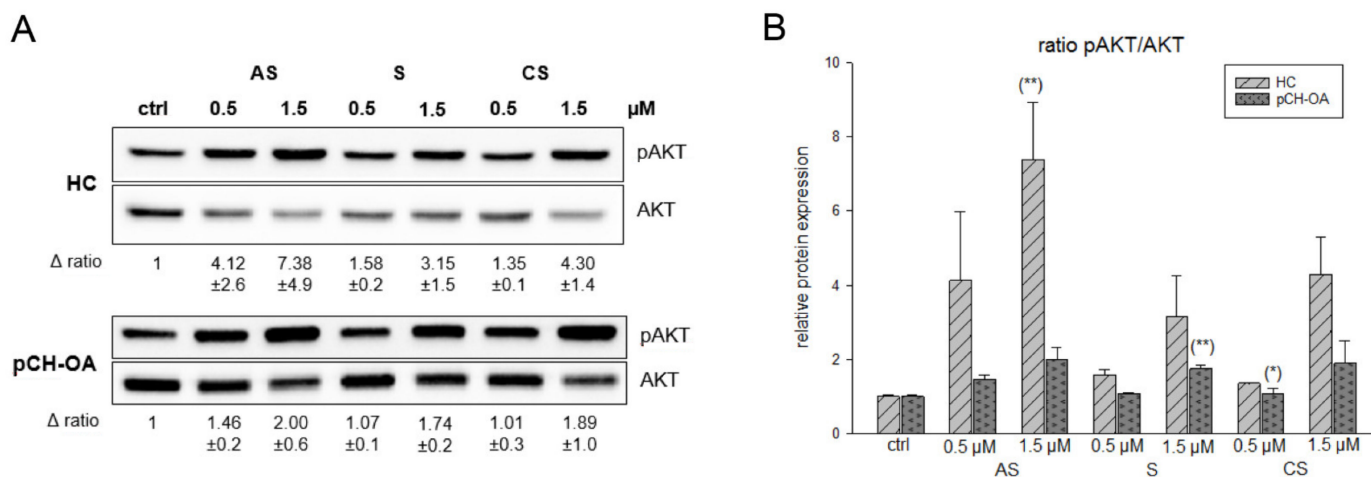 A
AS S CS
ctrl 0.5 1.5 0.5 1.5 0.5 1.5 µM
pAKT
HC
AKT
Δ ratio 1 4.12 7.38 1.58 3.15 1.35 4.30
±2.6 ±4.9 ±0.2 ±1.5 ±0.1 ±1.4
pAKT
pCH-OA
AKT
Δ ratio 1 1.46 2.00 1.07 1.74 1.01 1.89
±0.2 ±0.6 ±0.1 ±0.2 ±0.3 ±1.0
B
ratio pAKT/AKT
HC
pCH-OA
relative protein expression
10
8
6
4
2
0
(**)
(**)
(*)
ctrl 0.5 µM 1.5 µM 0.5 µM 1.5 µM 0.5 µM 1.5 µM
AS S CS